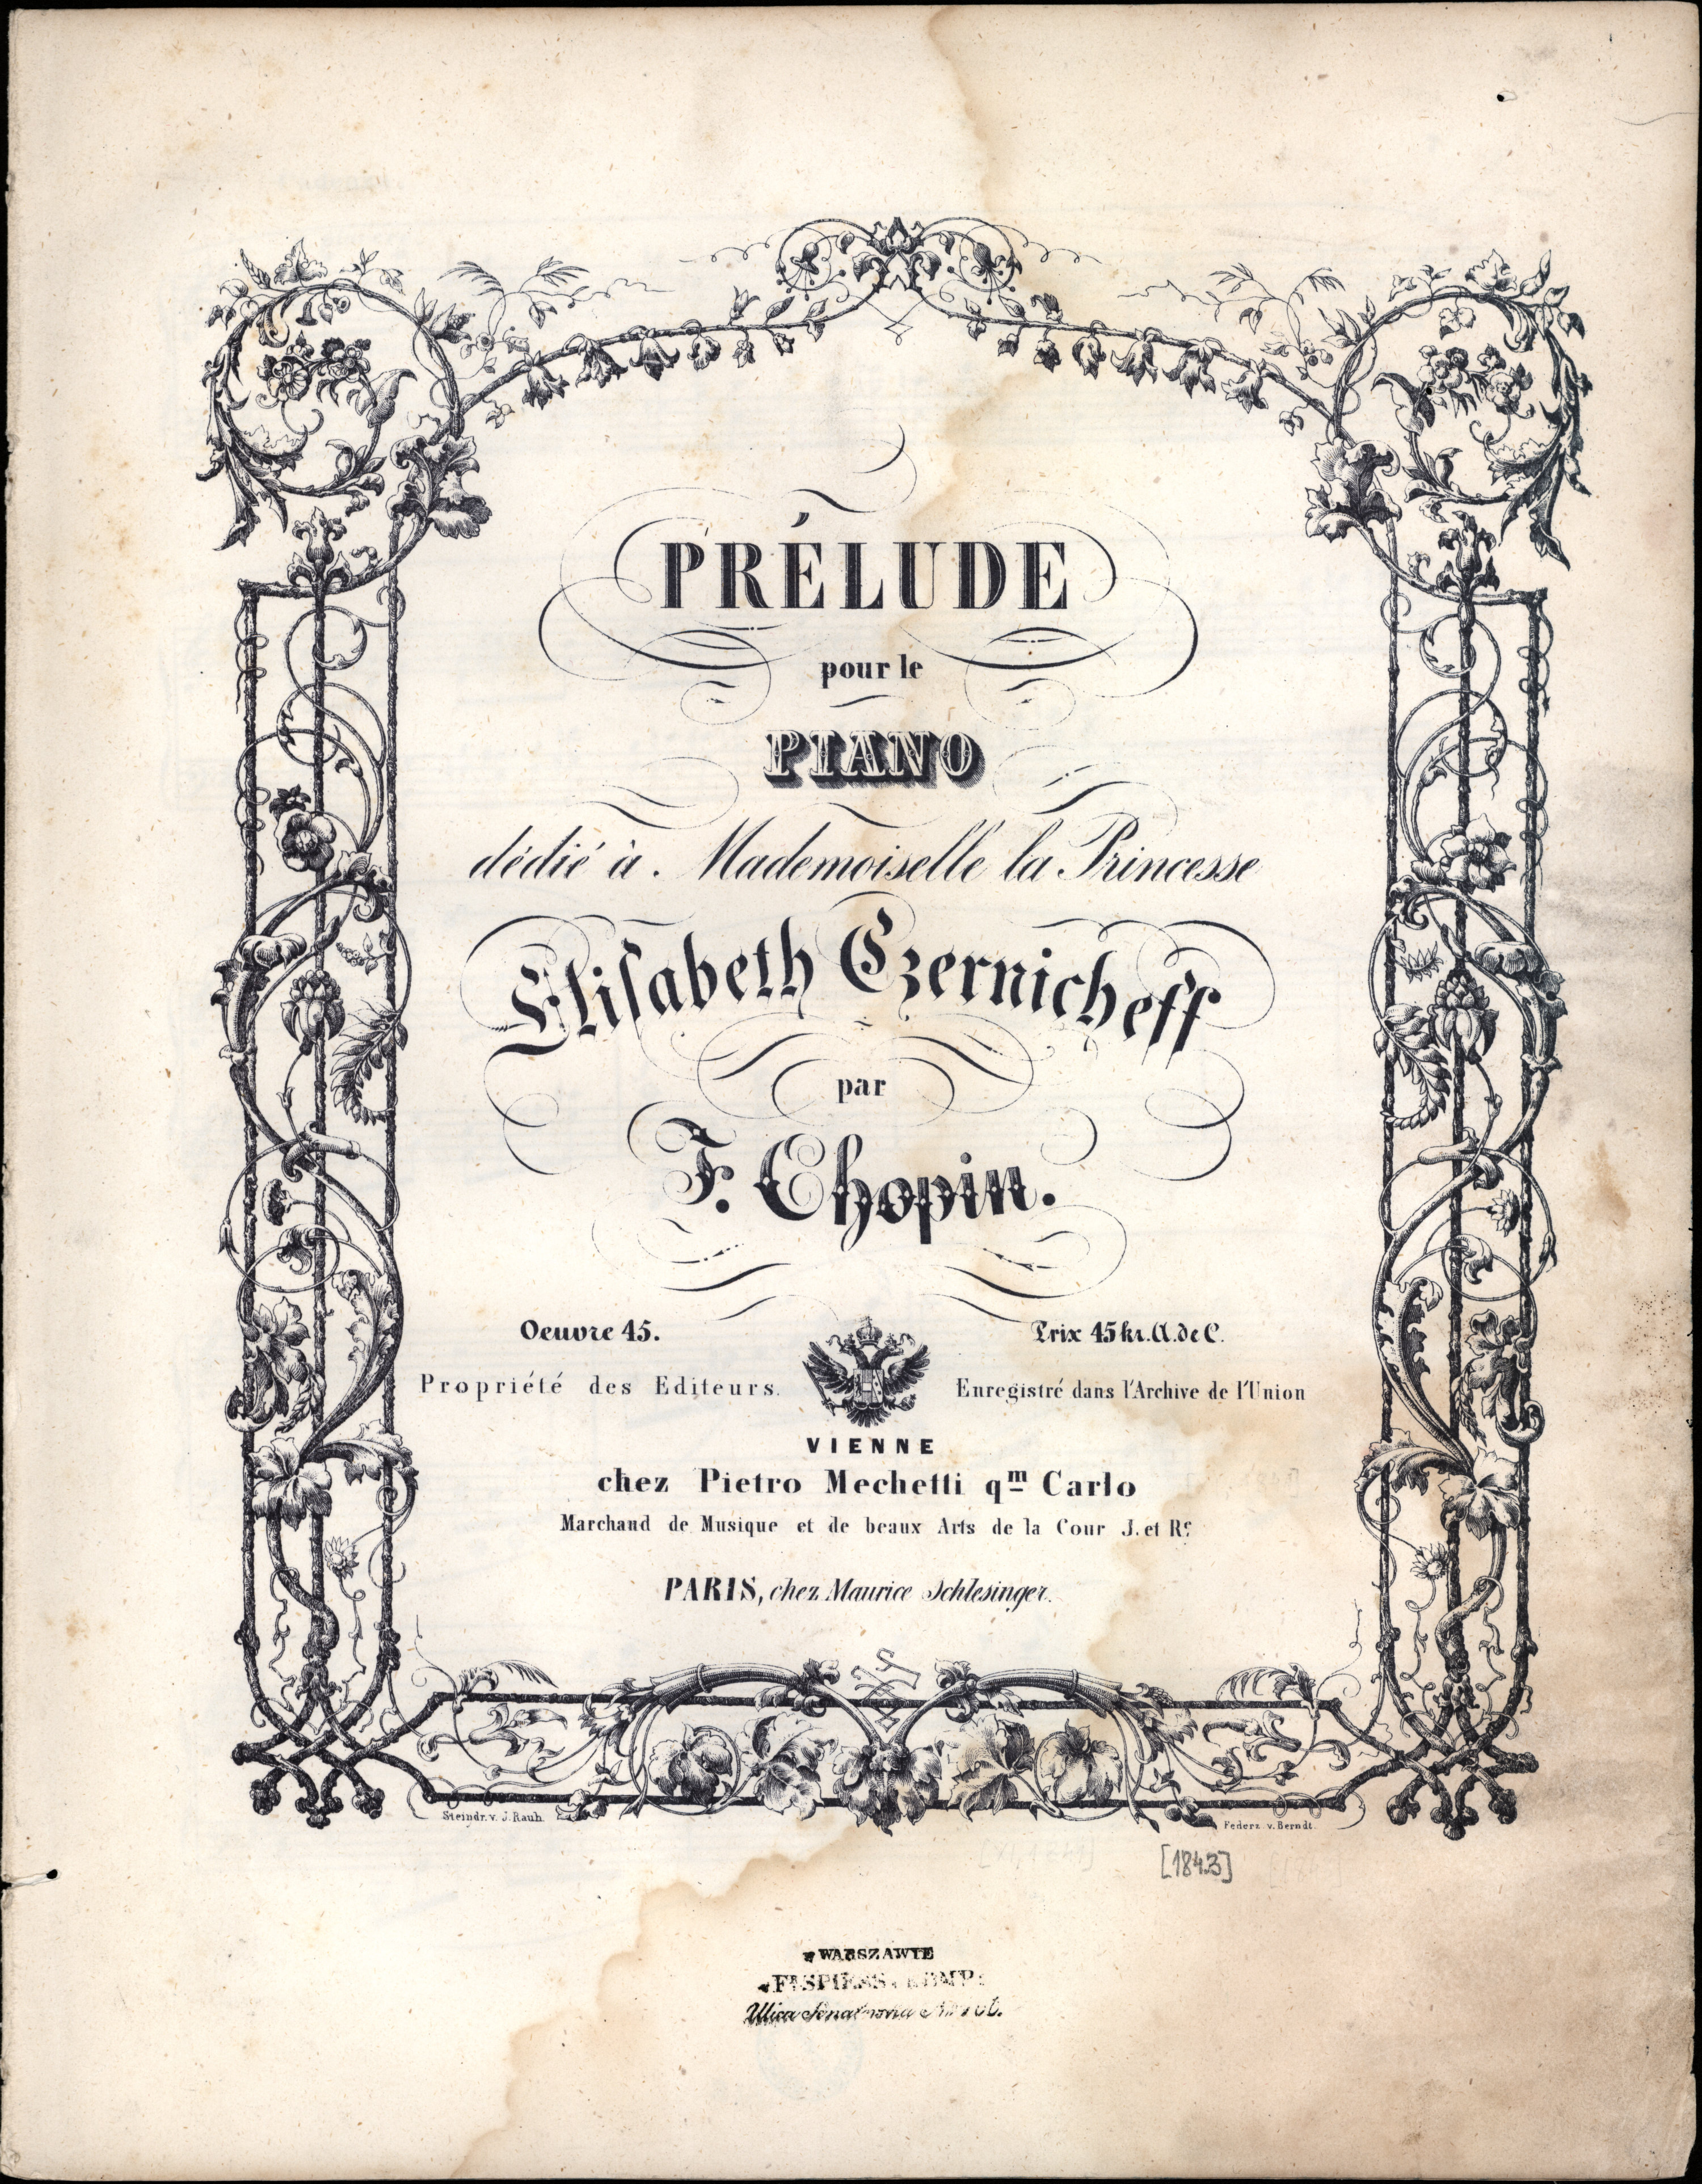 PRÉLUDE
pour le
PIANO
dédié à Mademoiselle la Princesse
Elisabeth Czernicheff
par
F. Chopin.
Oeuvre 45.
Prix 45 kr. A. de C.
Propriété des Editeurs.
Enregistré dans l'Archive de l'Union
VIENNE
chez Pietro Mechetti qm Carlo
Marchand de Musique et de beaux Arts de la Cour J. et R.
PARIS, chez Maurice Schlesinger.
Steindr. v. J. Rauh.
Federz. v. Berndt.
[1843]
w WARSZAWIE
Ulica